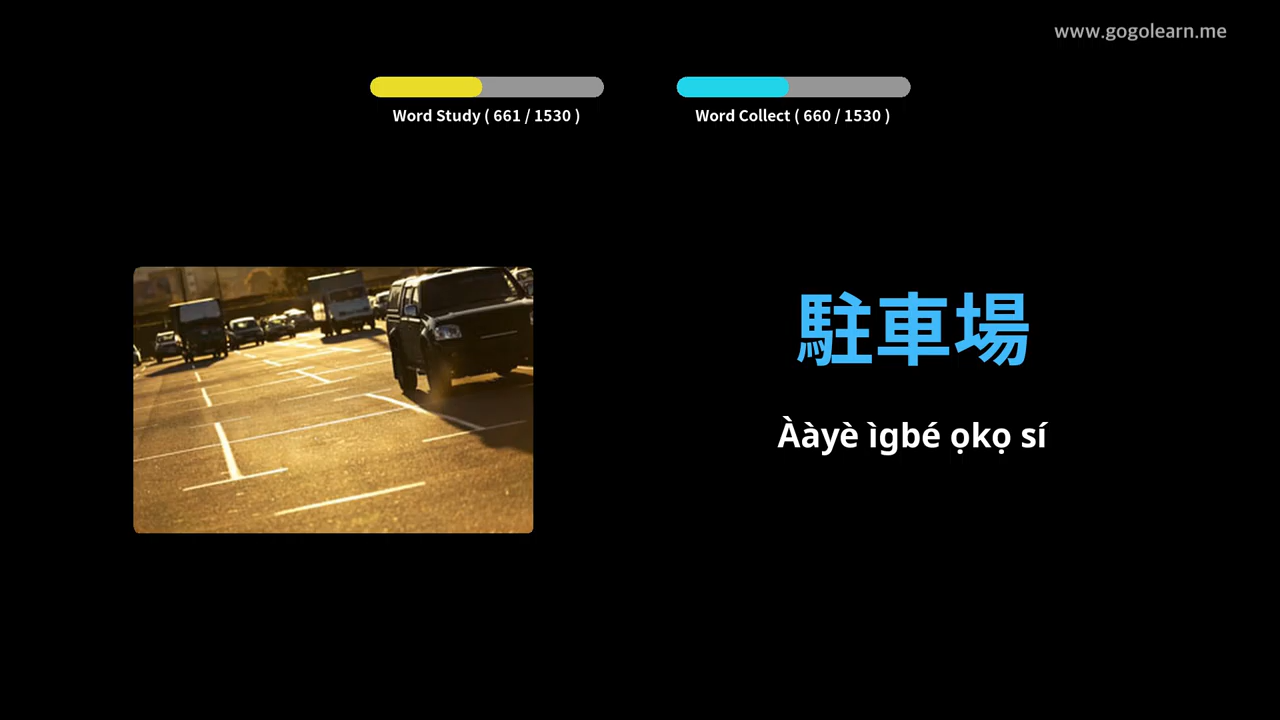 www.gogolearn.me
Word Study ( 661 / 1530 )
Word Collect ( 660 / 1530 )
駐車場
Ààyè ìgbé ọkọ sí